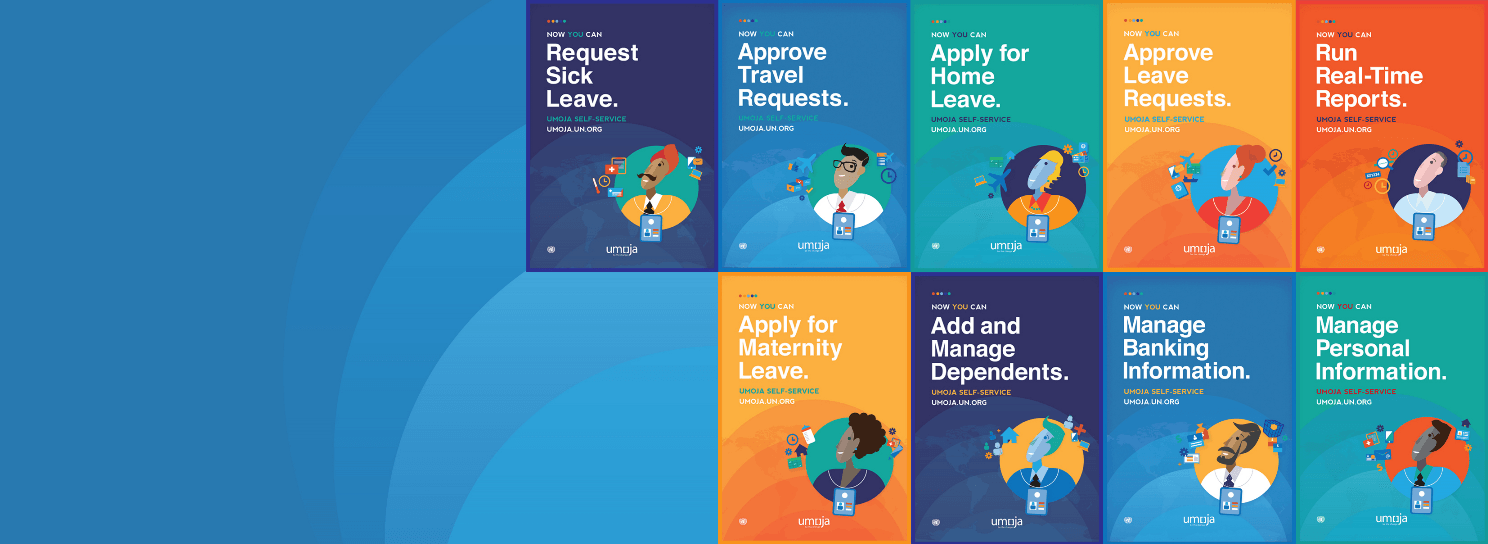 NOW YOU CAN
Request
Sick
Leave.
UMOJA SELF-SERVICE
UMOJA.UN.ORG
umoja
NOW YOU CAN
Approve
Travel
Requests.
UMOJA SELF-SERVICE
UMOJA.UN.ORG
umoja
NOW YOU CAN
Apply for
Home
Leave.
UMOJA SELF-SERVICE
UMOJA.UN.ORG
umoja
NOW YOU CAN
Approve
Leave
Requests.
UMOJA SELF-SERVICE
UMOJA.UN.ORG
umoja
NOW YOU CAN
Run
Real-Time
Reports.
UMOJA SELF-SERVICE
UMOJA.UN.ORG
umoja
NOW YOU CAN
Apply for
Maternity
Leave.
UMOJA SELF-SERVICE
UMOJA.UN.ORG
umoja
NOW YOU CAN
Add and
Manage
Dependents.
UMOJA SELF-SERVICE
UMOJA.UN.ORG
umoja
NOW YOU CAN
Manage
Banking
Information.
UMOJA SELF-SERVICE
UMOJA.UN.ORG
umoja
NOW YOU CAN
Manage
Personal
Information.
UMOJA SELF-SERVICE
UMOJA.UN.ORG
umoja